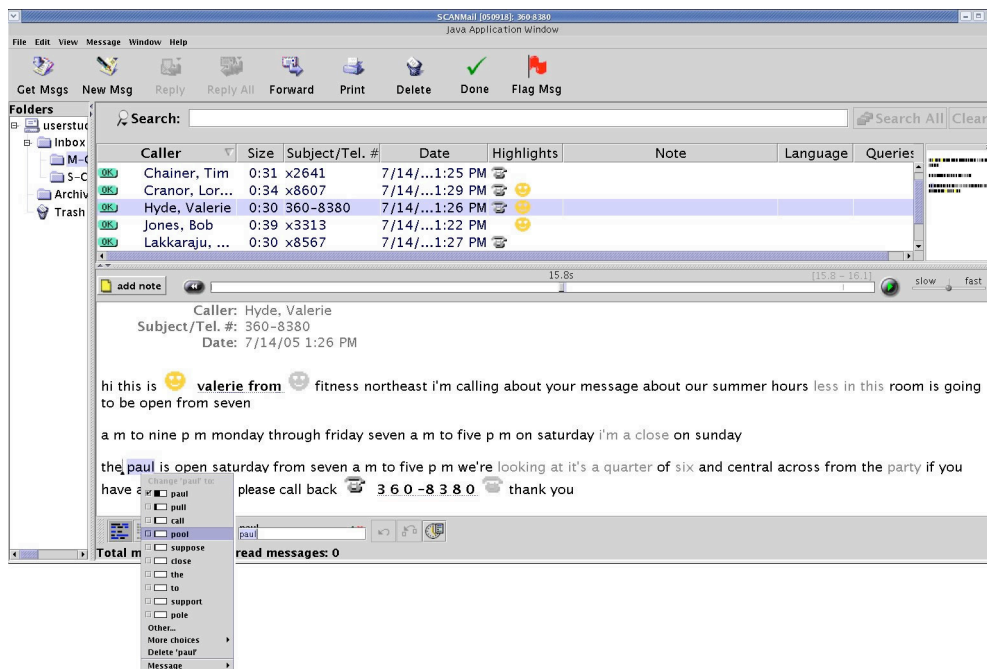 SCANMail [050918]: 360-8380
Java Application Window
File Edit View Message Window Help
Get Msgs New Msg Reply Reply All Forward Print Delete Done Flag Msg
Folders
userstud
Inbox
M-C
S-C
Archiv
Trash
Search: Search All Clear
Caller Size Subject/Tel. # Date Highlights Note Language Queries
OK Chainer, Tim 0:31 x2641 7/14/...1:25 PM
OK Cranor, Lor... 0:34 x8607 7/14/...1:29 PM
OK Hyde, Valerie 0:30 360-8380 7/14/...1:26 PM
OK Jones, Bob 0:39 x3313 7/14/...1:22 PM
OK Lakkaraju, ... 0:30 x8567 7/14/...1:27 PM
add note 15.8s [15.8 - 16.1] slow fast
Caller: Hyde, Valerie
Subject/Tel. #: 360-8380
Date: 7/14/05 1:26 PM
hi this is valerie from fitness northeast i'm calling about your message about our summer hours less in this room is going
to be open from seven
a m to nine p m monday through friday seven a m to five p m on saturday i'm a close on sunday
the paul is open saturday from seven a m to five p m we're looking at it's a quarter of six and central across from the party if you
have a please call back 3 6 0 -8 3 8 0 thank you
Change 'paul' to:
paul
pull
call
pool
suppose
close
the
to
support
pole
Other...
More choices
Delete 'paul'
Message
paul
Total m read messages: 0